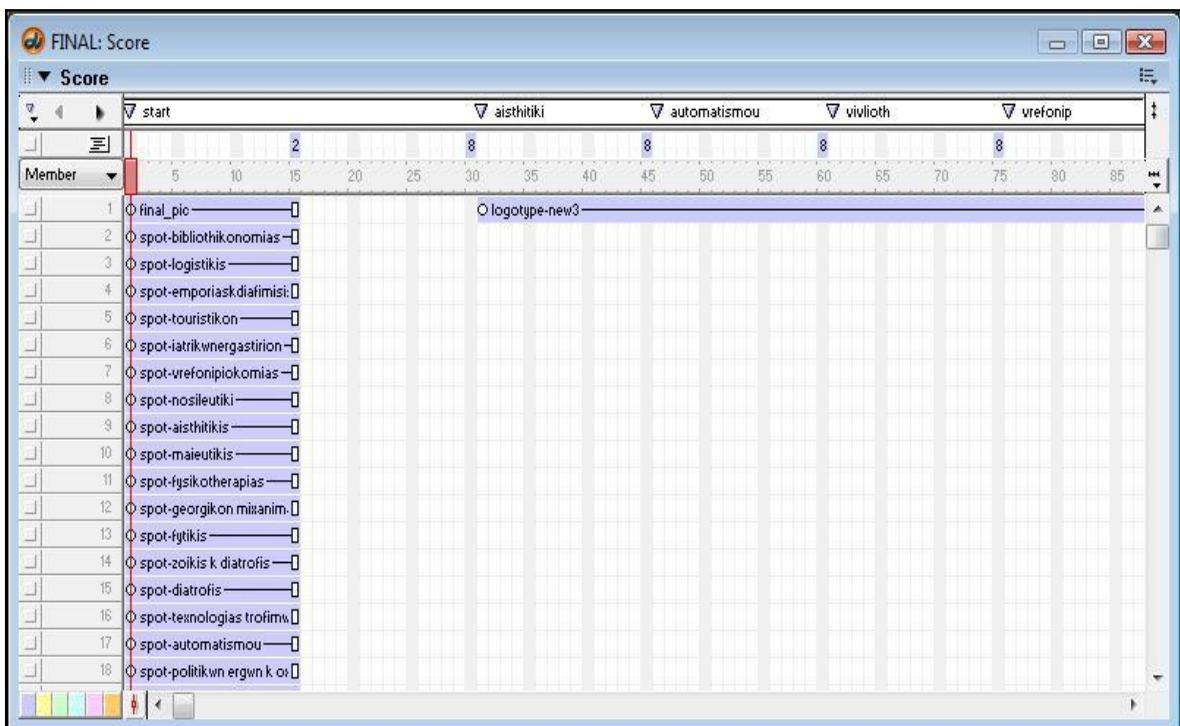 FINAL: Score
Score
start aisthitiki automatismou vivlioth vrefonip
2 8 8 8 8
Member 5 10 15 20 25 30 35 40 45 50 55 60 65 70 75 80 85
1 final_pic logotype-new3
2 spot-bibliothikonomias
3 spot-logistikis
4 spot-emporiaskdiafimisi
5 spot-touristikon
6 spot-iatrikwnergastirion
7 spot-vrefonipiokomias
8 spot-nosileutiki
9 spot-aisthitikis
10 spot-maieutikis
11 spot-fysikotherapias
12 spot-georgikon mixanim
13 spot-fytikis
14 spot-zoikis k diatrofis
15 spot-diatrofis
16 spot-texnologias trofimw
17 spot-automatismou
18 spot-politikwn ergwn k